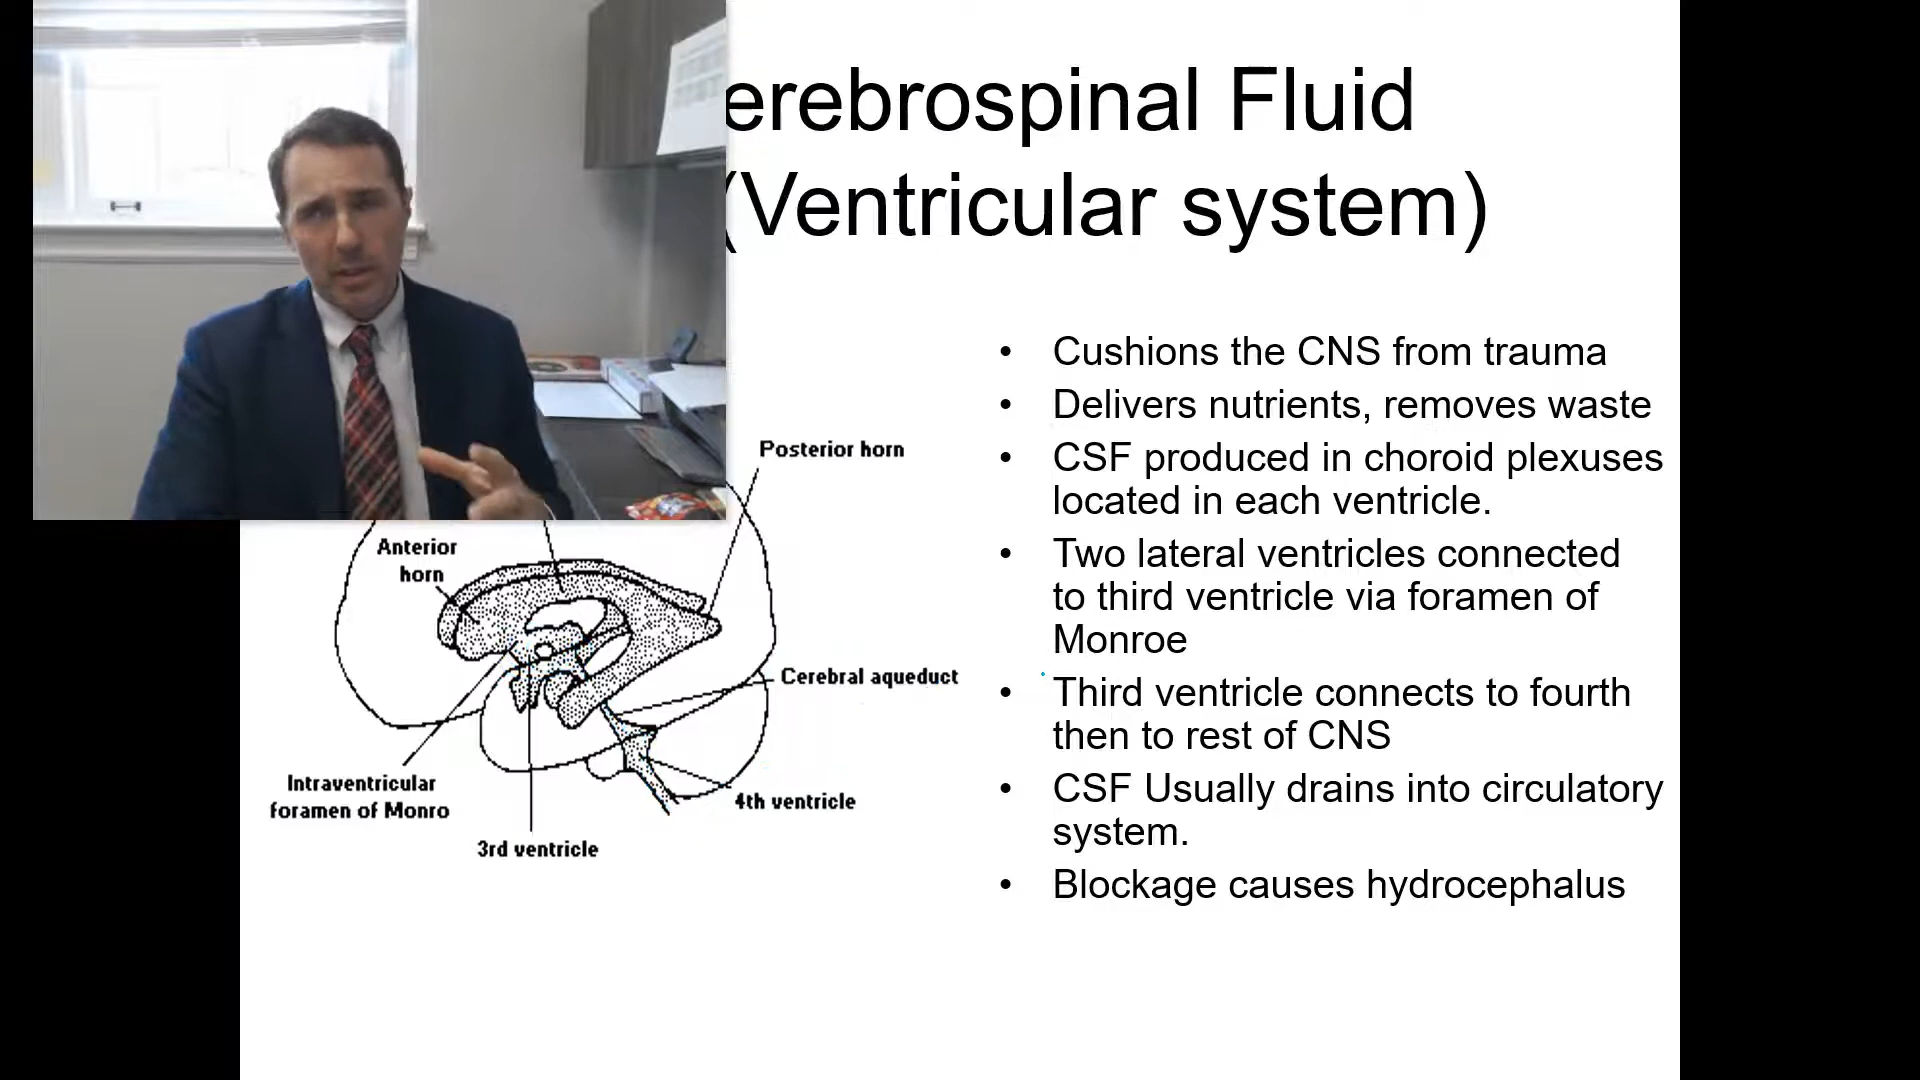 erebrospinal Fluid
(Ventricular system)
• Cushions the CNS from trauma
• Delivers nutrients, removes waste
• CSF produced in choroid plexuses
located in each ventricle.
• Two lateral ventricles connected
to third ventricle via foramen of
Monroe
• Third ventricle connects to fourth
then to rest of CNS
• CSF Usually drains into circulatory
system.
• Blockage causes hydrocephalus
Posterior horn
Anterior
horn
Cerebral aqueduct
Intraventricular
foramen of Monro
4th ventricle
3rd ventricle